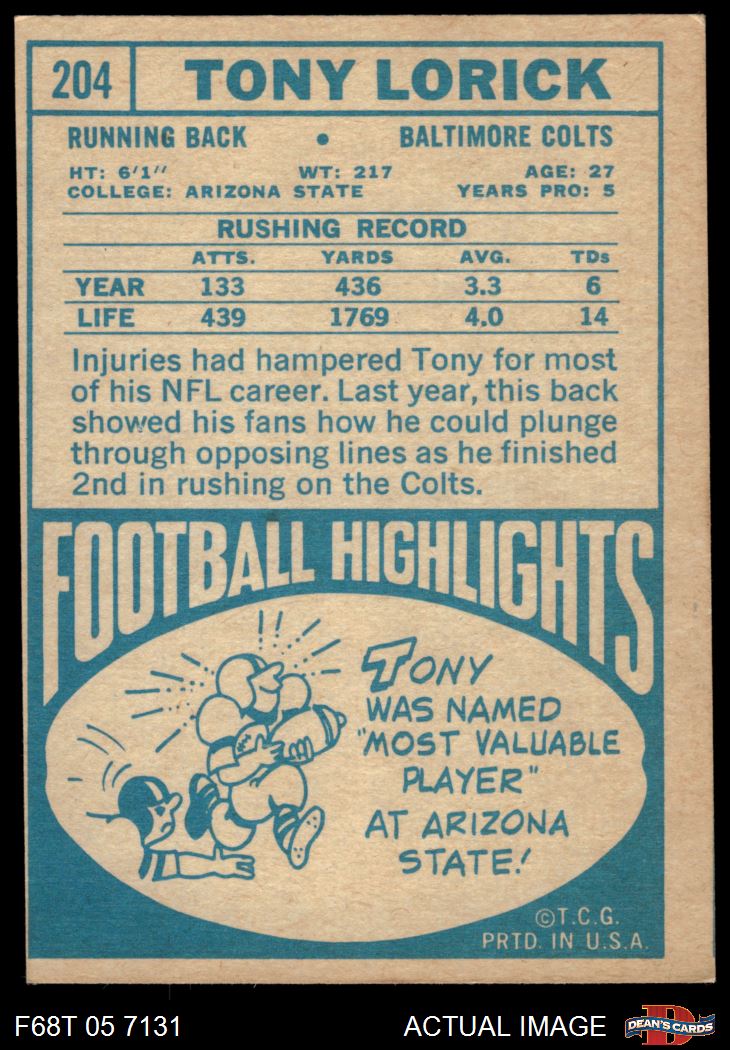 204 TONY LORICK
RUNNING BACK • BALTIMORE COLTS
HT: 6'1" WT: 217 AGE: 27
COLLEGE: ARIZONA STATE YEARS PRO: 5
RUSHING RECORD
ATTS. YARDS AVG. TDs
YEAR 133 436 3.3 6
LIFE 439 1769 4.0 14
Injuries had hampered Tony for most
of his NFL career. Last year, this back
showed his fans how he could plunge
through opposing lines as he finished
2nd in rushing on the Colts.
FOOTBALL HIGHLIGHTS
TONY
WAS NAMED
"MOST VALUABLE
PLAYER"
AT ARIZONA
STATE!
©T.C.G.
PRTD. IN U.S.A.
F68T 05 7131 ACTUAL IMAGE D DEAN'S CARDS